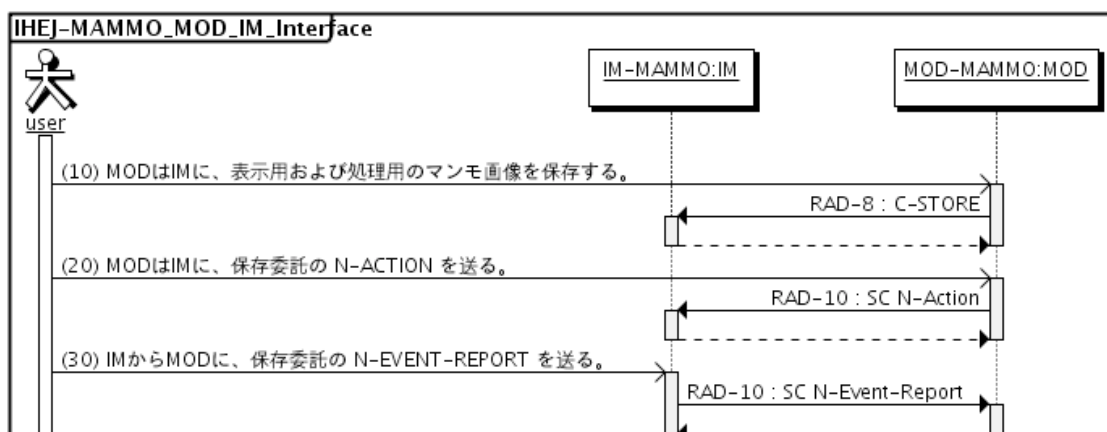 IHEJ-MAMMO_MOD_IM_Interface
IM-MAMMO:IM
MOD-MAMMO:MOD
user
(10) MODはIMに、表示用および処理用のマンモ画像を保存する。
RAD-8 : C-STORE
(20) MODはIMに、保存委託の N-ACTION を送る。
RAD-10 : SC N-Action
(30) IMからMODに、保存委託の N-EVENT-REPORT を送る。
RAD-10 : SC N-Event-Report